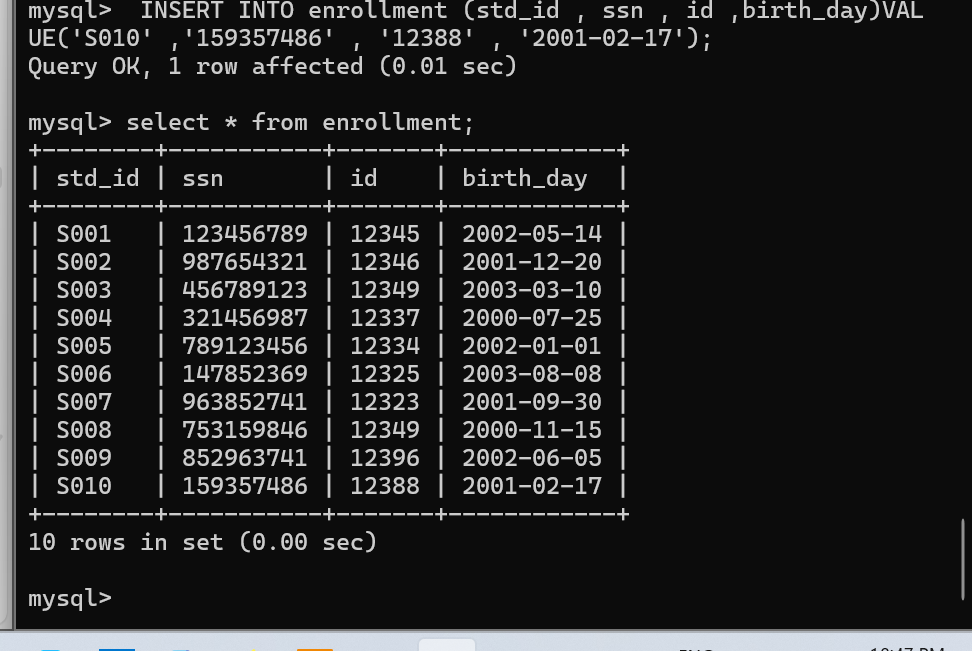 mysql>  INSERT INTO enrollment (std_id , ssn , id ,birth_day)VAL
UE('S010' ,'159357486' , '12388' , '2001-02-17');
Query OK, 1 row affected (0.01 sec)

mysql> select * from enrollment;
+--------+-----------+-------+------------+
| std_id | ssn       | id    | birth_day  |
+--------+-----------+-------+------------+
| S001   | 123456789 | 12345 | 2002-05-14 |
| S002   | 987654321 | 12346 | 2001-12-20 |
| S003   | 456789123 | 12349 | 2003-03-10 |
| S004   | 321456987 | 12337 | 2000-07-25 |
| S005   | 789123456 | 12334 | 2002-01-01 |
| S006   | 147852369 | 12325 | 2003-08-08 |
| S007   | 963852741 | 12323 | 2001-09-30 |
| S008   | 753159846 | 12349 | 2000-11-15 |
| S009   | 852963741 | 12396 | 2002-06-05 |
| S010   | 159357486 | 12388 | 2001-02-17 |
+--------+-----------+-------+------------+
10 rows in set (0.00 sec)

mysql>